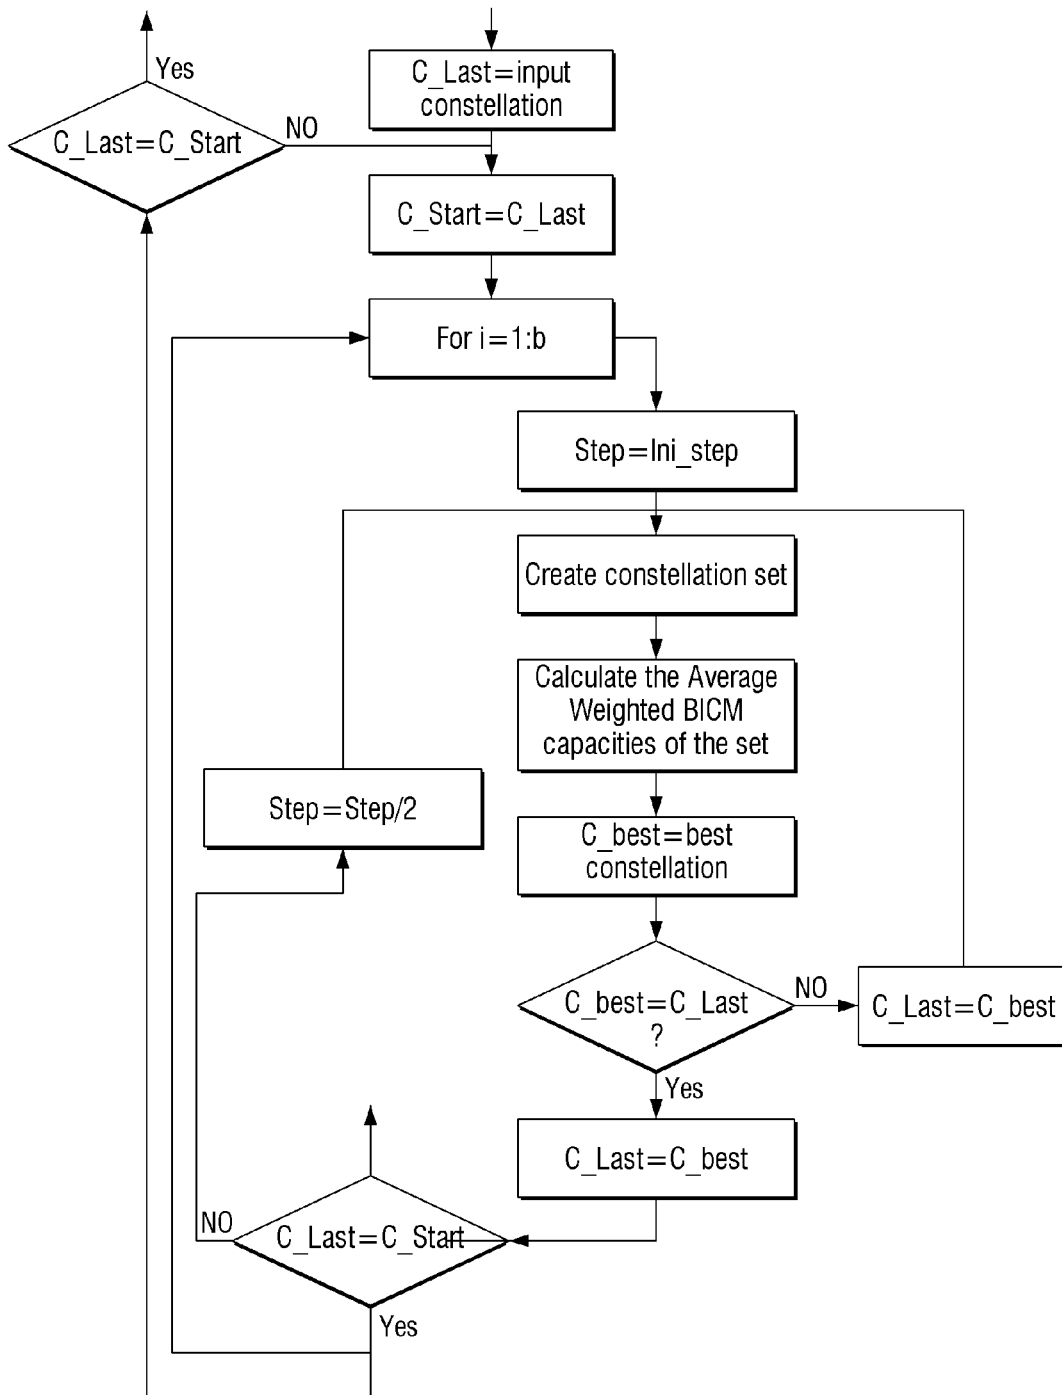 Yes
C_Last=C_Start
NO
C_Last=input
constellation
C_Start=C_Last
For i=1:b
Step=Ini_step
Create constellation set
Calculate the Average
Weighted BICM
capacities of the set
Step=Step/2
C_best=best
constellation
C_best=C_Last
?
NO
C_Last=C_best
Yes
C_Last=C_best
NO
C_Last=C_Start
Yes